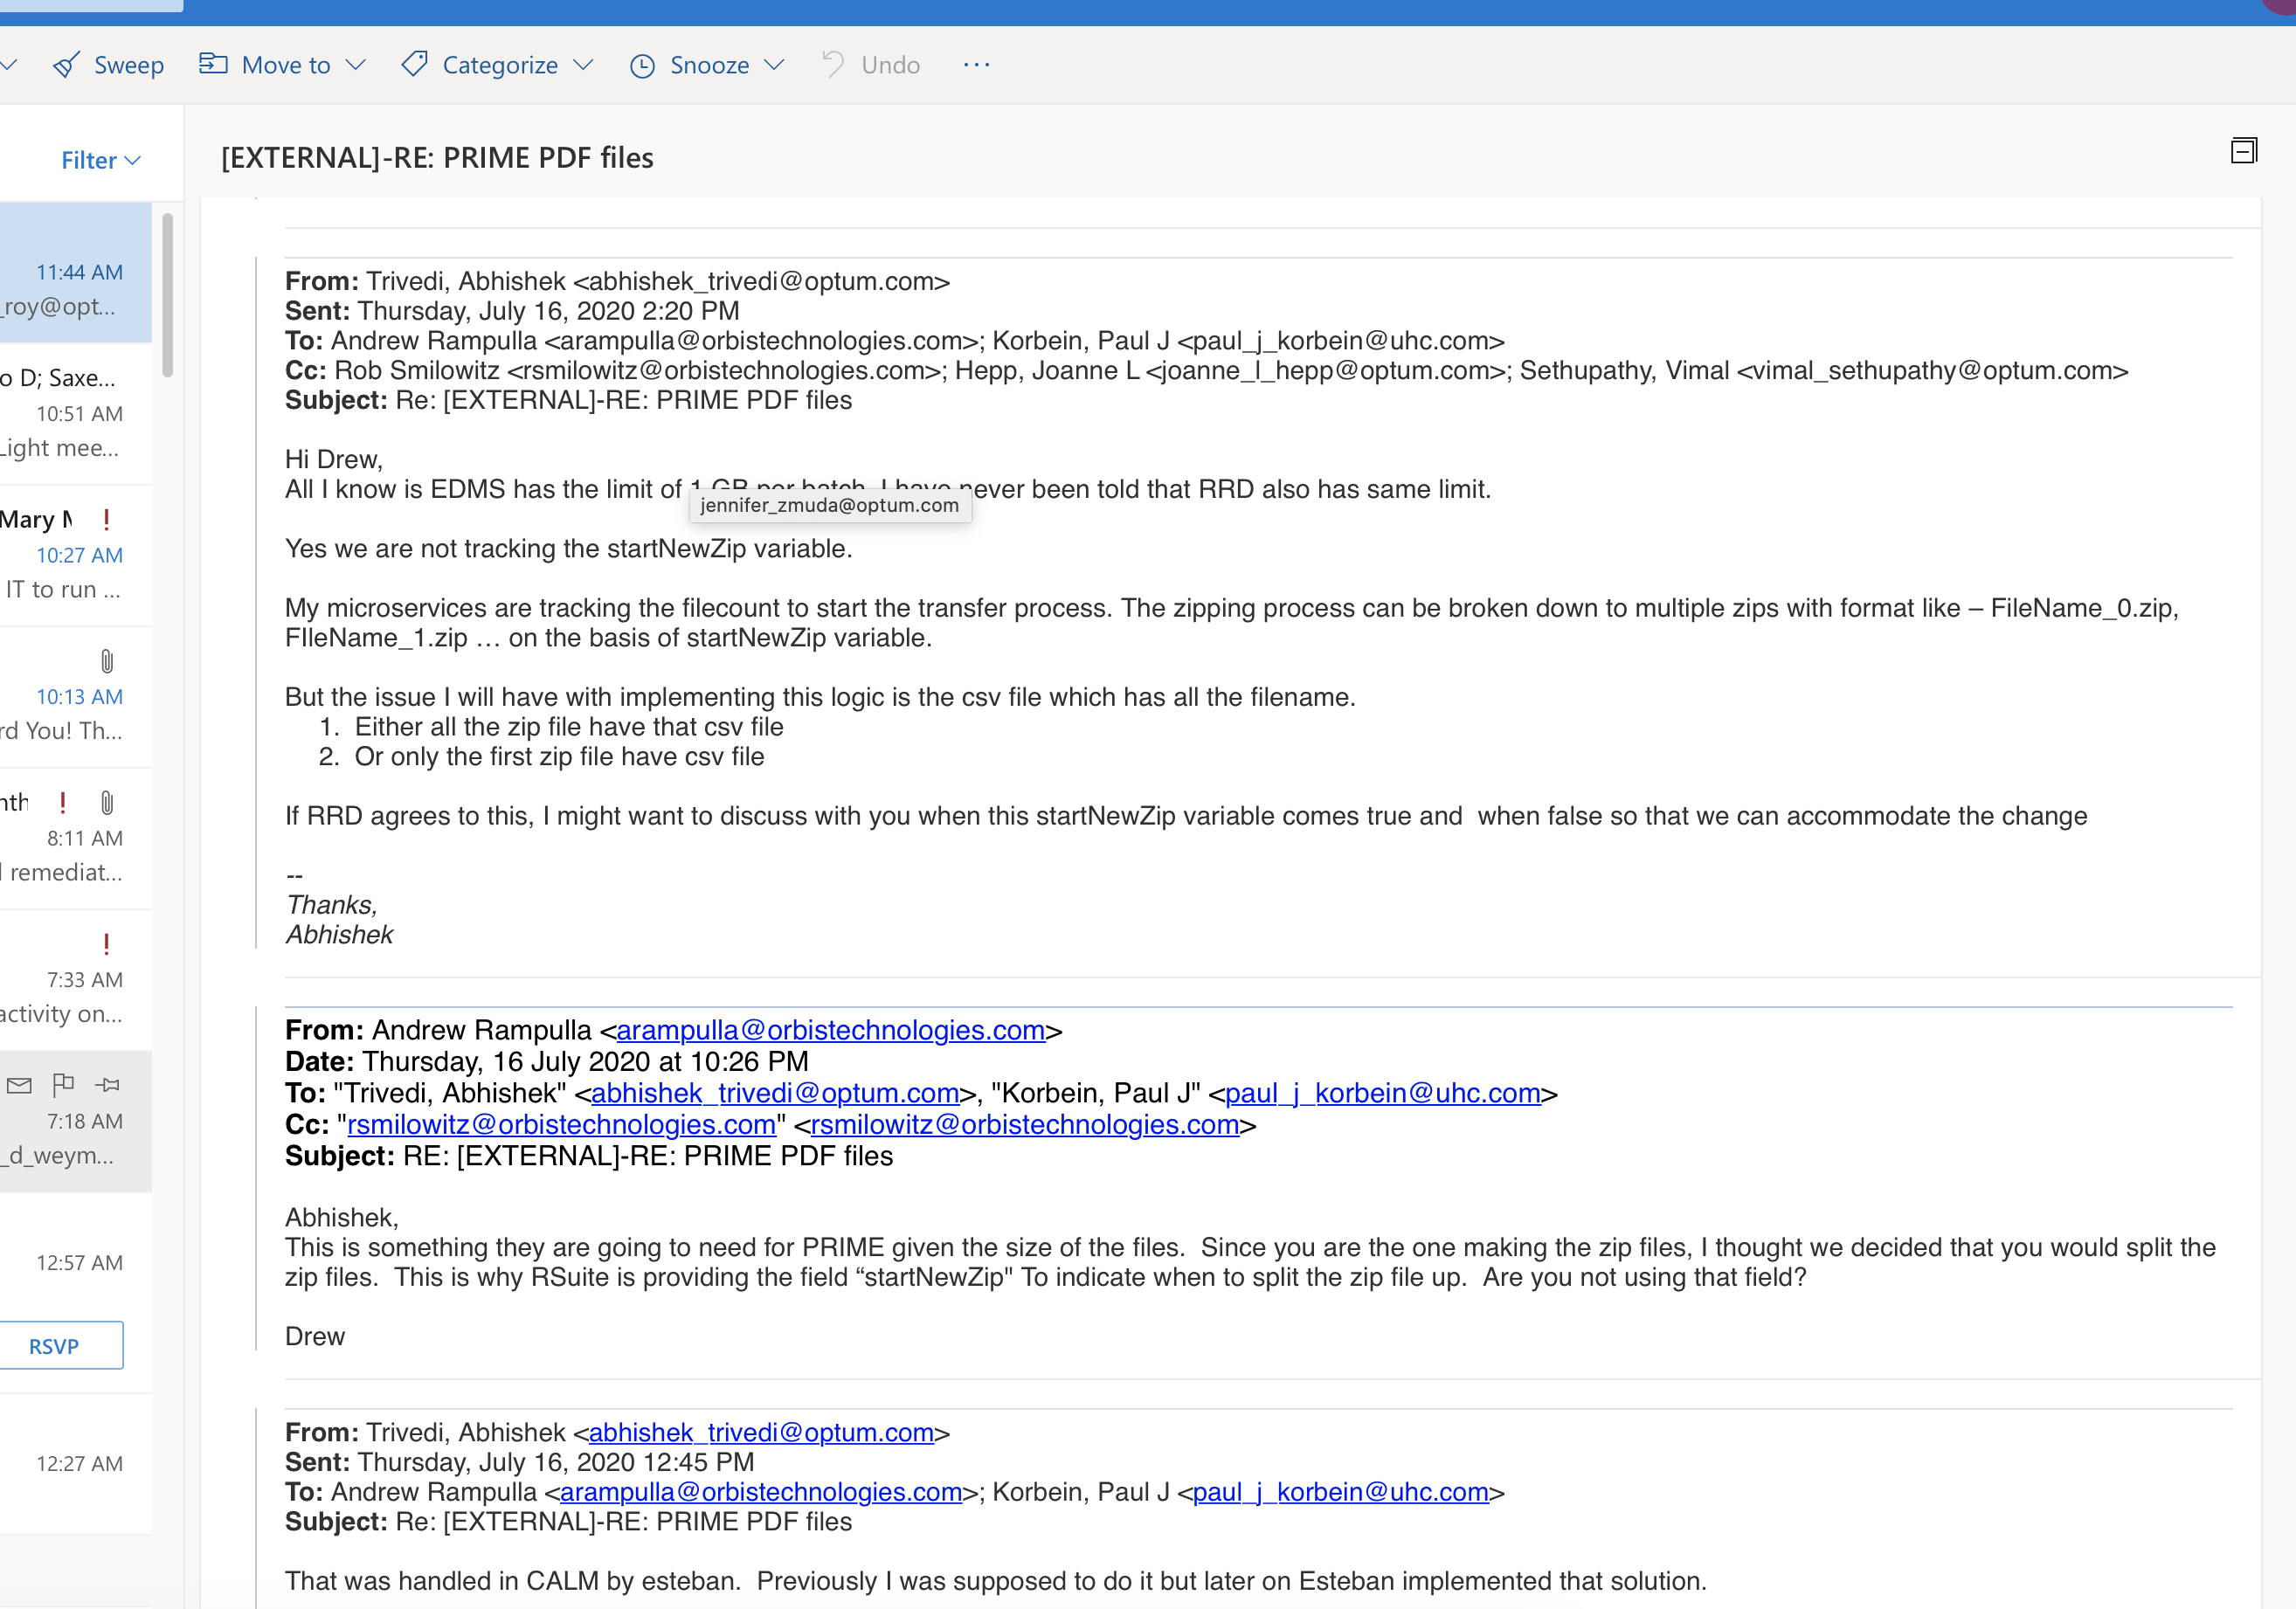 Sweep Move to Categorize Snooze Undo ...
Filter
[EXTERNAL]-RE: PRIME PDF files
11:44 AM
_roy@opt...
o D; Saxe...
10:51 AM
Light mee...
Mary !
10:27 AM
IT to run ...
10:13 AM
rd You! Th...
nth !
8:11 AM
remediat...
!
7:33 AM
activity on...
7:18 AM
_d_weym...
12:57 AM
RSVP
12:27 AM
From: Trivedi, Abhishek <abhishek_trivedi@optum.com>
Sent: Thursday, July 16, 2020 2:20 PM
To: Andrew Rampulla <arampulla@orbistechnologies.com>; Korbein, Paul J <paul_j_korbein@uhc.com>
Cc: Rob Smilowitz <rsmilowitz@orbistechnologies.com>; Hepp, Joanne L <joanne_l_hepp@optum.com>; Sethupathy, Vimal <vimal_sethupathy@optum.com>
Subject: Re: [EXTERNAL]-RE: PRIME PDF files
Hi Drew,
All I know is EDMS has the limit of 1 GB per batch. I have never been told that RRD also has same limit.
jennifer_zmuda@optum.com
Yes we are not tracking the startNewZip variable.
My microservices are tracking the filecount to start the transfer process. The zipping process can be broken down to multiple zips with format like – FileName_0.zip,
FIleName_1.zip … on the basis of startNewZip variable.
But the issue I will have with implementing this logic is the csv file which has all the filename.
1. Either all the zip file have that csv file
2. Or only the first zip file have csv file
If RRD agrees to this, I might want to discuss with you when this startNewZip variable comes true and  when false so that we can accommodate the change
--
Thanks,
Abhishek
From: Andrew Rampulla <arampulla@orbistechnologies.com>
Date: Thursday, 16 July 2020 at 10:26 PM
To: "Trivedi, Abhishek" <abhishek_trivedi@optum.com>, "Korbein, Paul J" <paul_j_korbein@uhc.com>
Cc: "rsmilowitz@orbistechnologies.com" <rsmilowitz@orbistechnologies.com>
Subject: RE: [EXTERNAL]-RE: PRIME PDF files
Abhishek,
This is something they are going to need for PRIME given the size of the files.  Since you are the one making the zip files, I thought we decided that you would split the
zip files.  This is why RSuite is providing the field “startNewZip" To indicate when to split the zip file up.  Are you not using that field?
Drew
From: Trivedi, Abhishek <abhishek_trivedi@optum.com>
Sent: Thursday, July 16, 2020 12:45 PM
To: Andrew Rampulla <arampulla@orbistechnologies.com>; Korbein, Paul J <paul_j_korbein@uhc.com>
Subject: Re: [EXTERNAL]-RE: PRIME PDF files
That was handled in CALM by esteban.  Previously I was supposed to do it but later on Esteban implemented that solution.